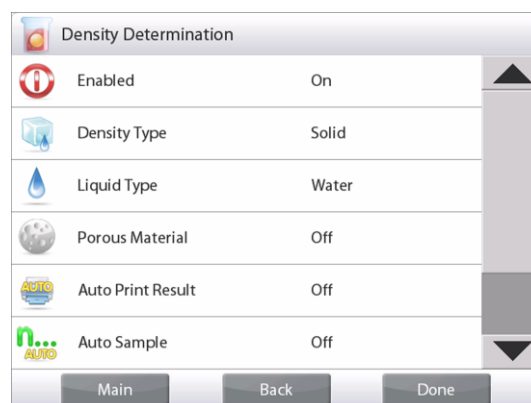 Density Determination
Enabled On
Density Type Solid
Liquid Type Water
Porous Material Off
AUTO
Auto Print Result Off
n...
AUTO
Auto Sample Off
Main Back Done